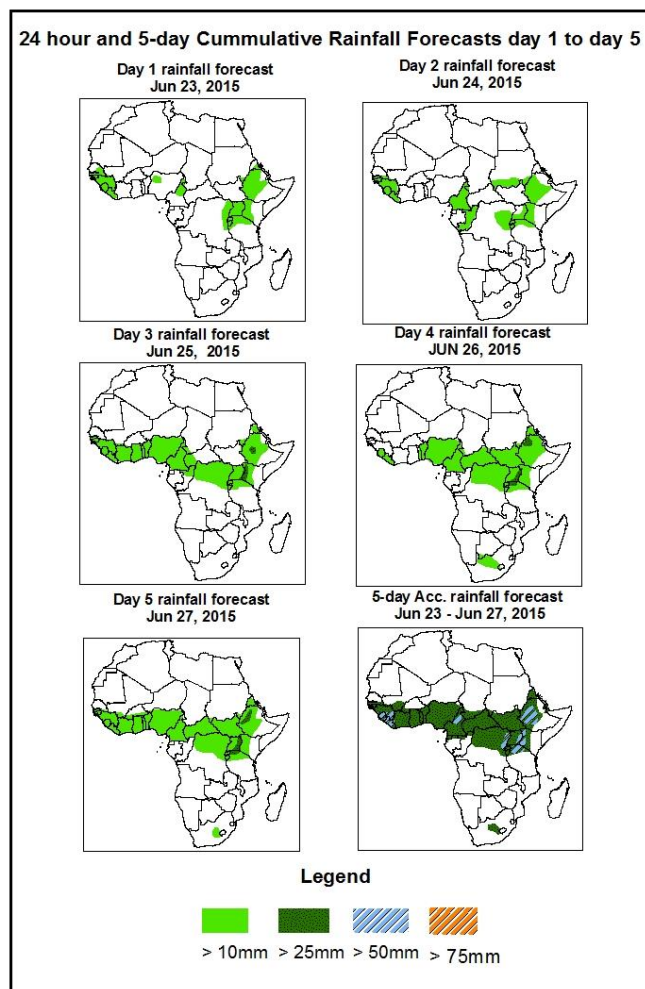 24 hour and 5-day Cummulative Rainfall Forecasts day 1 to day 5
Day 1 rainfall forecast
Jun 23, 2015
Day 2 rainfall forecast
Jun 24, 2015
Day 3 rainfall forecast
Jun 25, 2015
Day 4 rainfall forecast
JUN 26, 2015
Day 5 rainfall forecast
Jun 27, 2015
5-day Acc. rainfall forecast
Jun 23 - Jun 27, 2015
Legend
> 10mm > 25mm > 50mm > 75mm